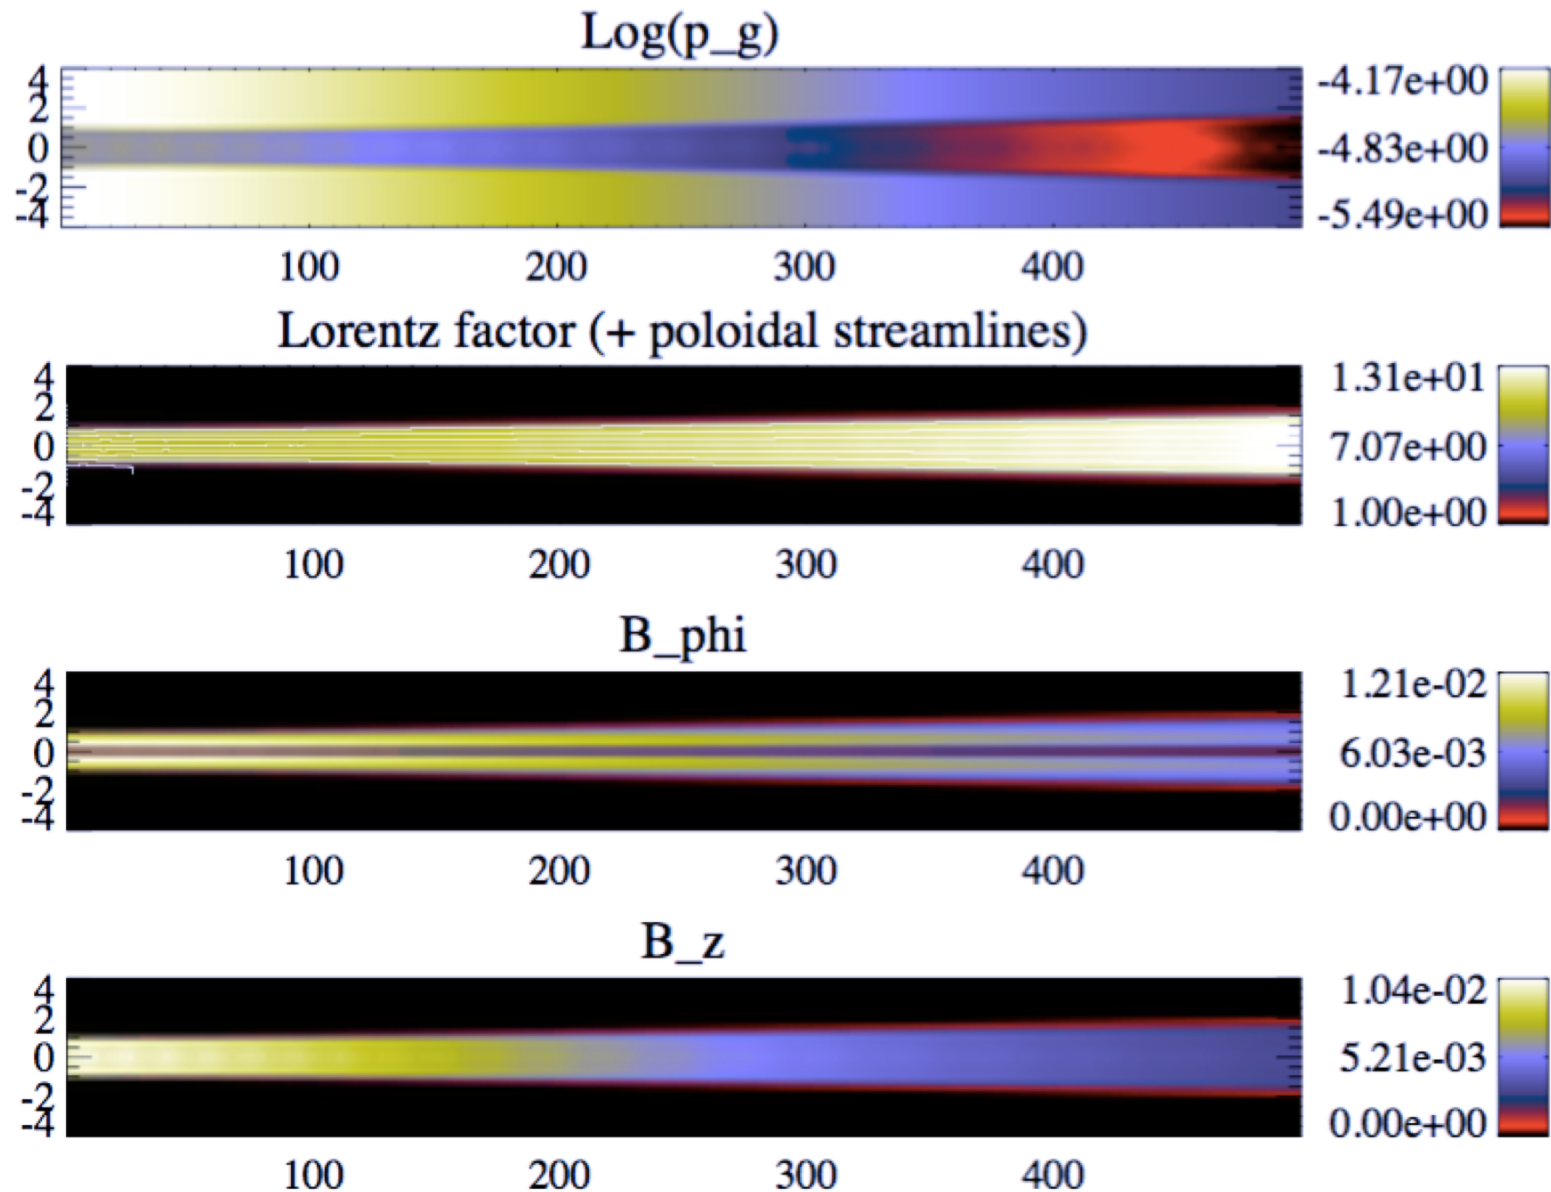 Log(p_g)
4
2
0
-2
-4
-4.17e+00
-4.83e+00
-5.49e+00
100 200 300 400
Lorentz factor (+ poloidal streamlines)
4
2
0
-2
-4
1.31e+01
7.07e+00
1.00e+00
100 200 300 400
B_phi
4
2
0
-2
-4
1.21e-02
6.03e-03
0.00e+00
100 200 300 400
B_z
4
2
0
-2
-4
1.04e-02
5.21e-03
0.00e+00
100 200 300 400